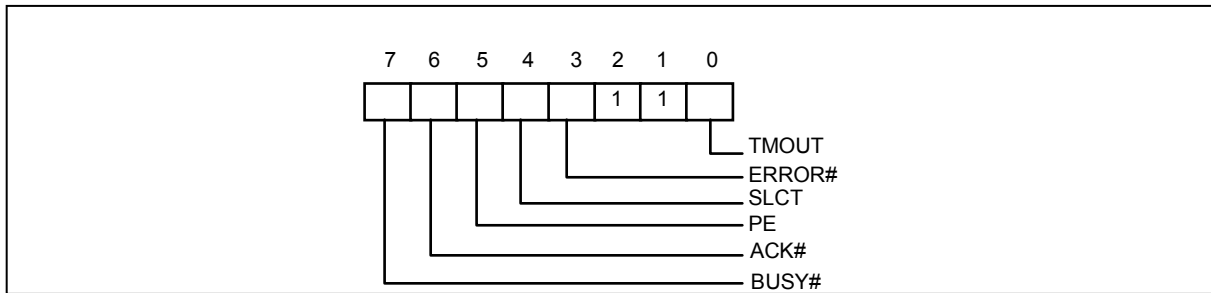 7 6 5 4 3 2 1 0
1 1
TMOUT
ERROR#
SLCT
PE
ACK#
BUSY#